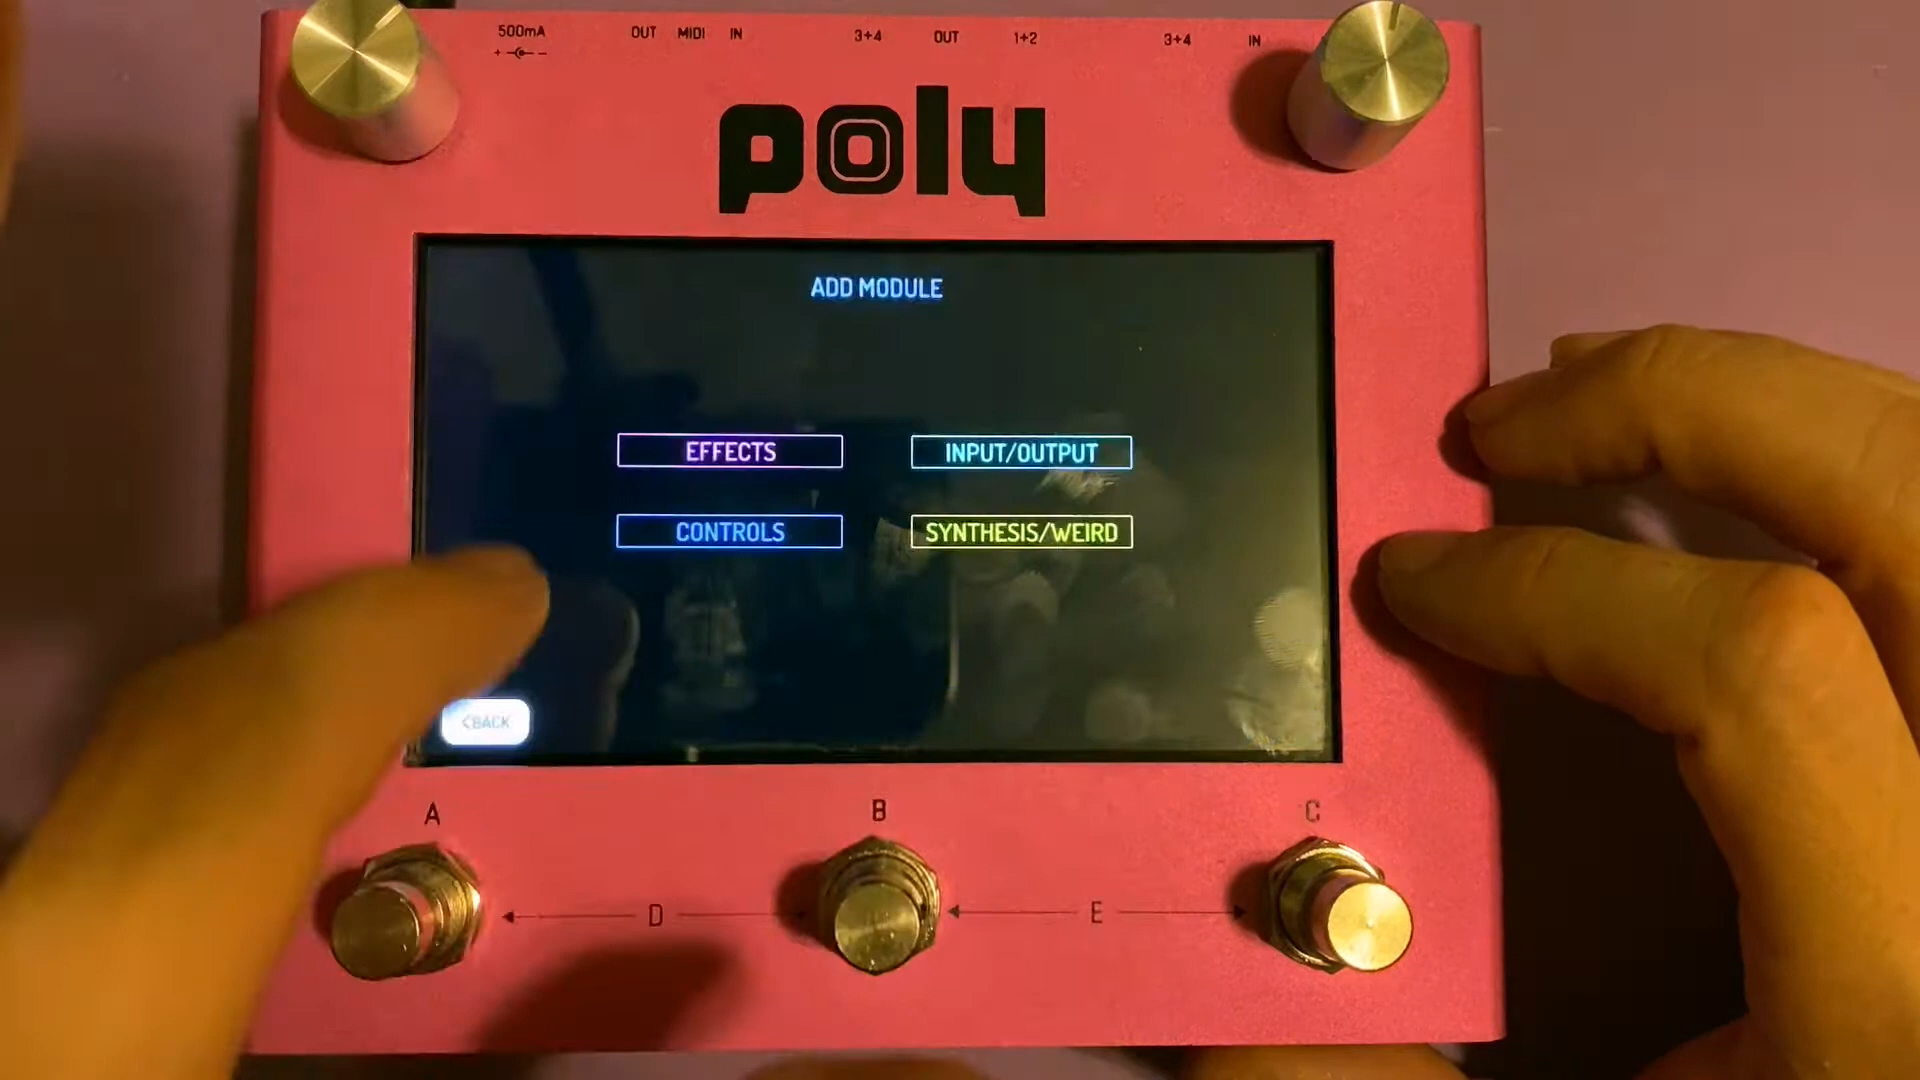 500mA OUT MIDI IN 3+4 OUT 1+2 3+4 IN
+ -
poly
ADD MODULE
EFFECTS INPUT/OUTPUT
CONTROLS SYNTHESIS/WEIRD
<BACK
A B C
D E